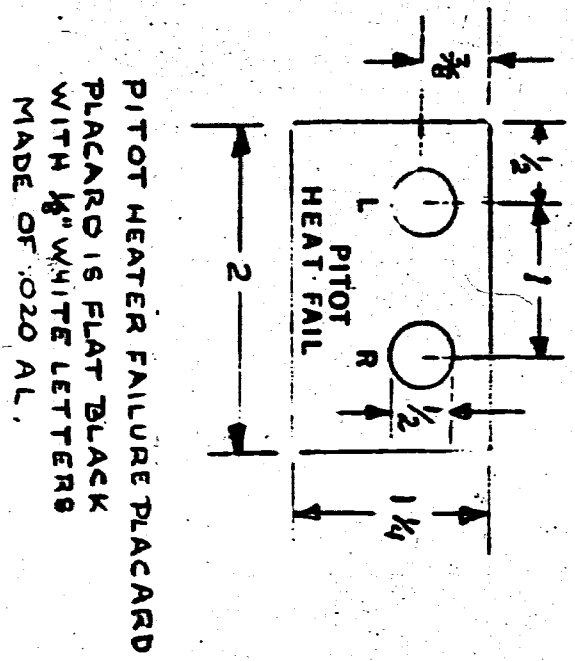 ½ 1
⅜
½
1 ¼
L R
PITOT
HEAT FAIL
2
PITOT HEATER FAILURE PLACARD
PLACARD IS FLAT BLACK
WITH ⅛" WHITE LETTERS
MADE OF .020 AL.